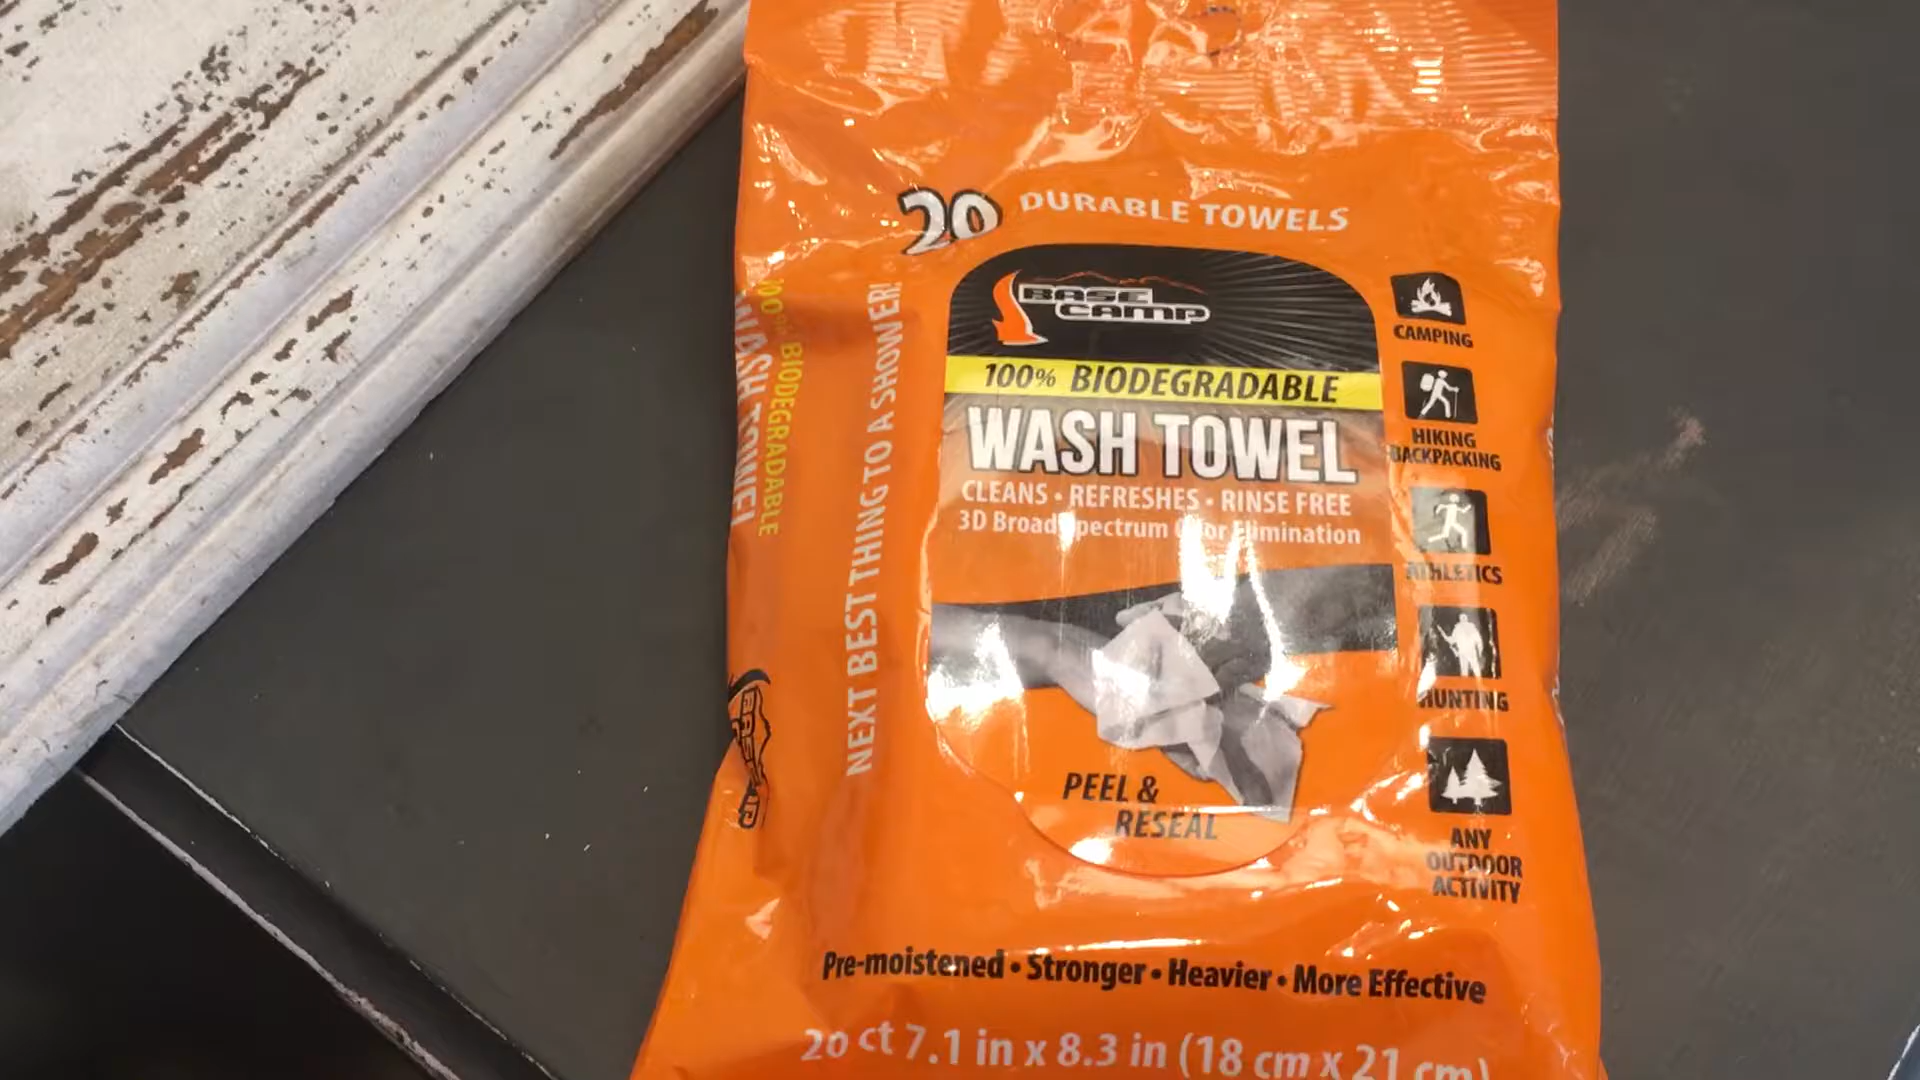 20 DURABLE TOWELS
BASE
CAMP
100% BIODEGRADABLE
WASH TOWEL
CLEANS • REFRESHES • RINSE FREE
3D Broad Spectrum Odor Elimination
PEEL &
RESEAL
CAMPING
HIKING
BACKPACKING
ATHLETICS
HUNTING
ANY
OUTDOOR
ACTIVITY
NEXT BEST THING TO A SHOWER!
100% BIODEGRADABLE
WASH TOWEL
Pre-moistened • Stronger • Heavier • More Effective
20 ct 7.1 in x 8.3 in (18 cm x 21 cm)